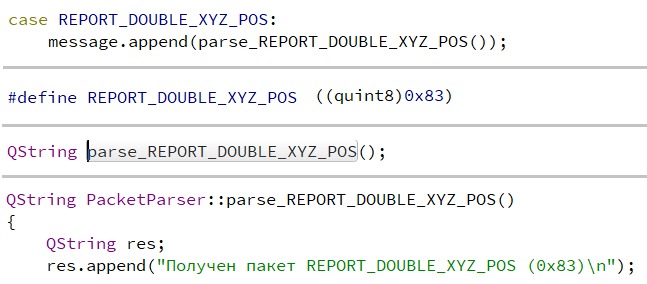 case REPORT_DOUBLE_XYZ_POS:
    message.append(parse_REPORT_DOUBLE_XYZ_POS());
#define REPORT_DOUBLE_XYZ_POS ((quint8)0x83)
QString parse_REPORT_DOUBLE_XYZ_POS();
QString PacketParser::parse_REPORT_DOUBLE_XYZ_POS()
{
    QString res;
    res.append("Получен пакет REPORT_DOUBLE_XYZ_POS (0x83)\n");